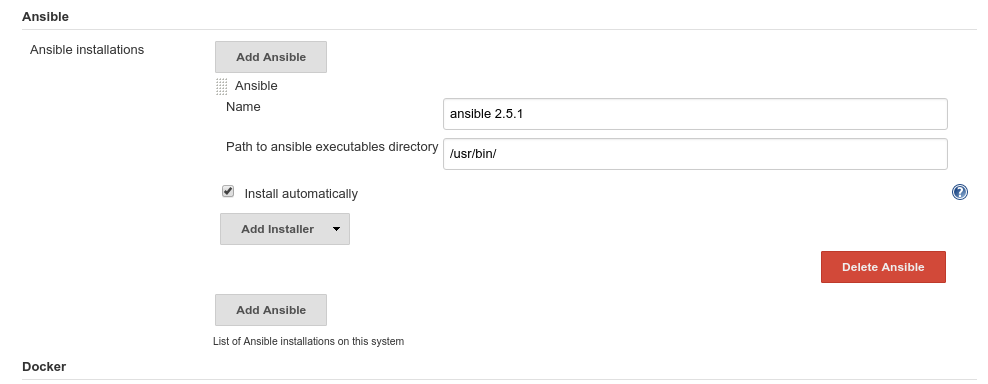 Ansible
Ansible installations
Add Ansible
Ansible
Name
ansible 2.5.1
Path to ansible executables directory
/usr/bin/
Install automatically
?
Add Installer
Delete Ansible
Add Ansible
List of Ansible installations on this system
Docker